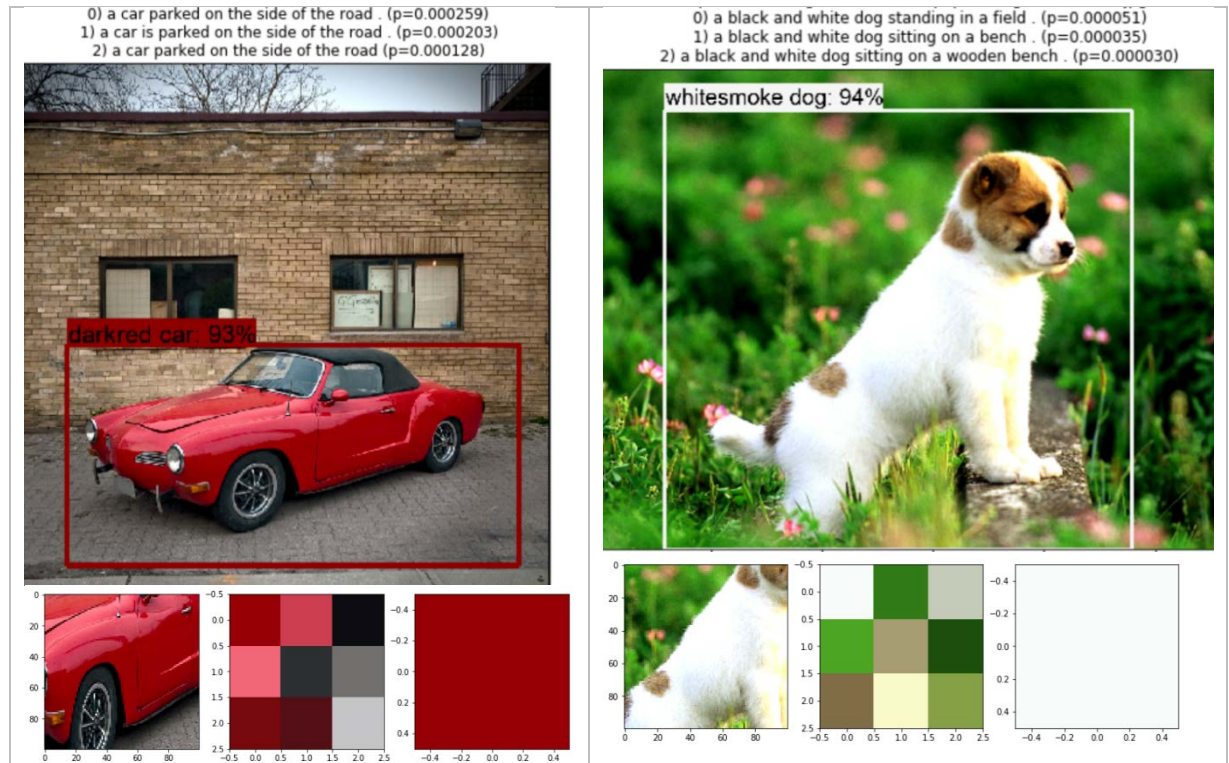 0) a car parked on the side of the road . (p=0.000259)
1) a car is parked on the side of the road . (p=0.000203)
2) a car parked on the side of the road (p=0.000128)
darkred car: 93%
0
20
40
60
80
0 20 40 60 80
−0.5
0.0
0.5
1.0
1.5
2.0
2.5
−0.5 0.0 0.5 1.0 1.5 2.0 2.5
−0.4
−0.2
0.0
0.2
0.4
−0.4 −0.2 0.0 0.2 0.4
0) a black and white dog standing in a field . (p=0.000051)
1) a black and white dog sitting on a bench . (p=0.000035)
2) a black and white dog sitting on a wooden bench . (p=0.000030)
whitesmoke dog: 94%
0
20
40
60
80
0 20 40 60 80
−0.5
0.0
0.5
1.0
1.5
2.0
2.5
−0.5 0.0 0.5 1.0 1.5 2.0 2.5
−0.4
−0.2
0.0
0.2
0.4
−0.4 −0.2 0.0 0.2 0.4